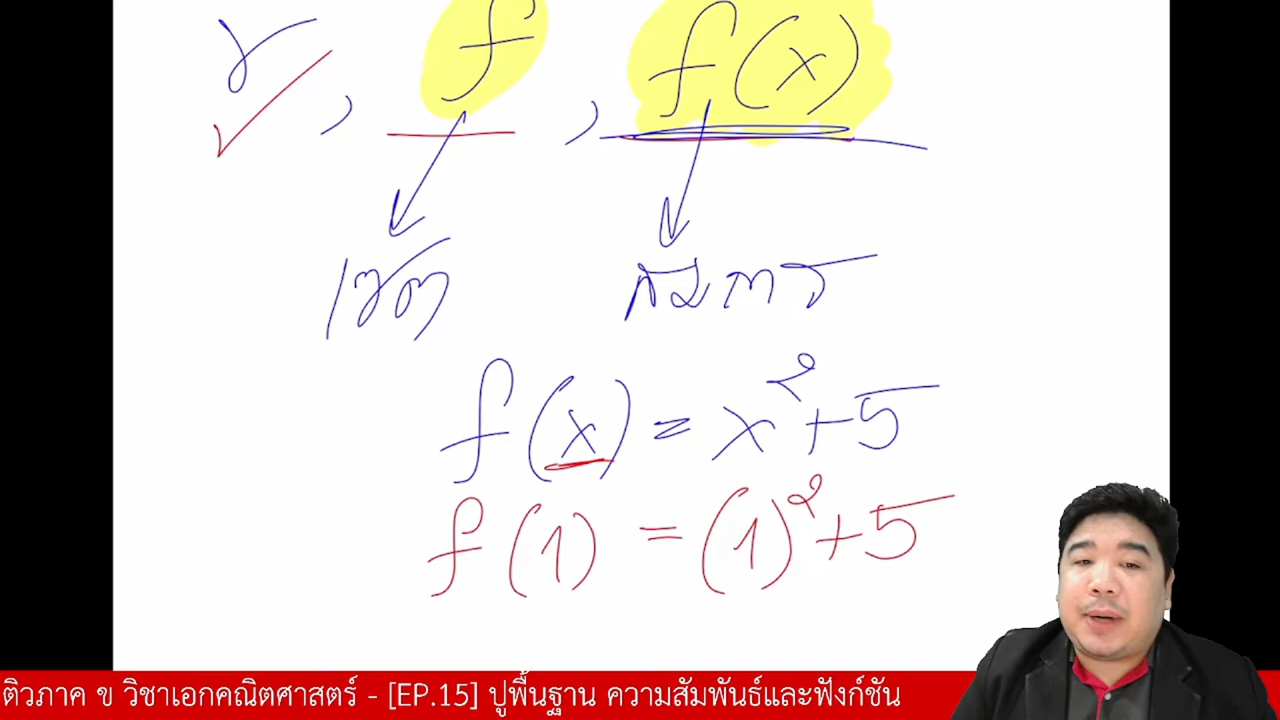 r , f , f(x)
เซต สมการ
f(x) = x²+5
f(1) = (1)²+5
ติวภาค ข วิชาเอกคณิตศาสตร์ - [EP.15] ปูพื้นฐาน ความสัมพันธ์และฟังก์ชัน